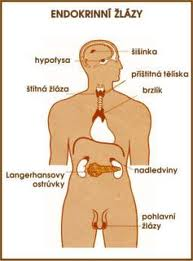 ENDOKRINNÍ ŽLÁZY
šišinka
hypofysa
příštítná tělíska
štítná žláza
brzlík
nadledviny
Langerhansovy
ostrůvky
pohlavní
žlázy